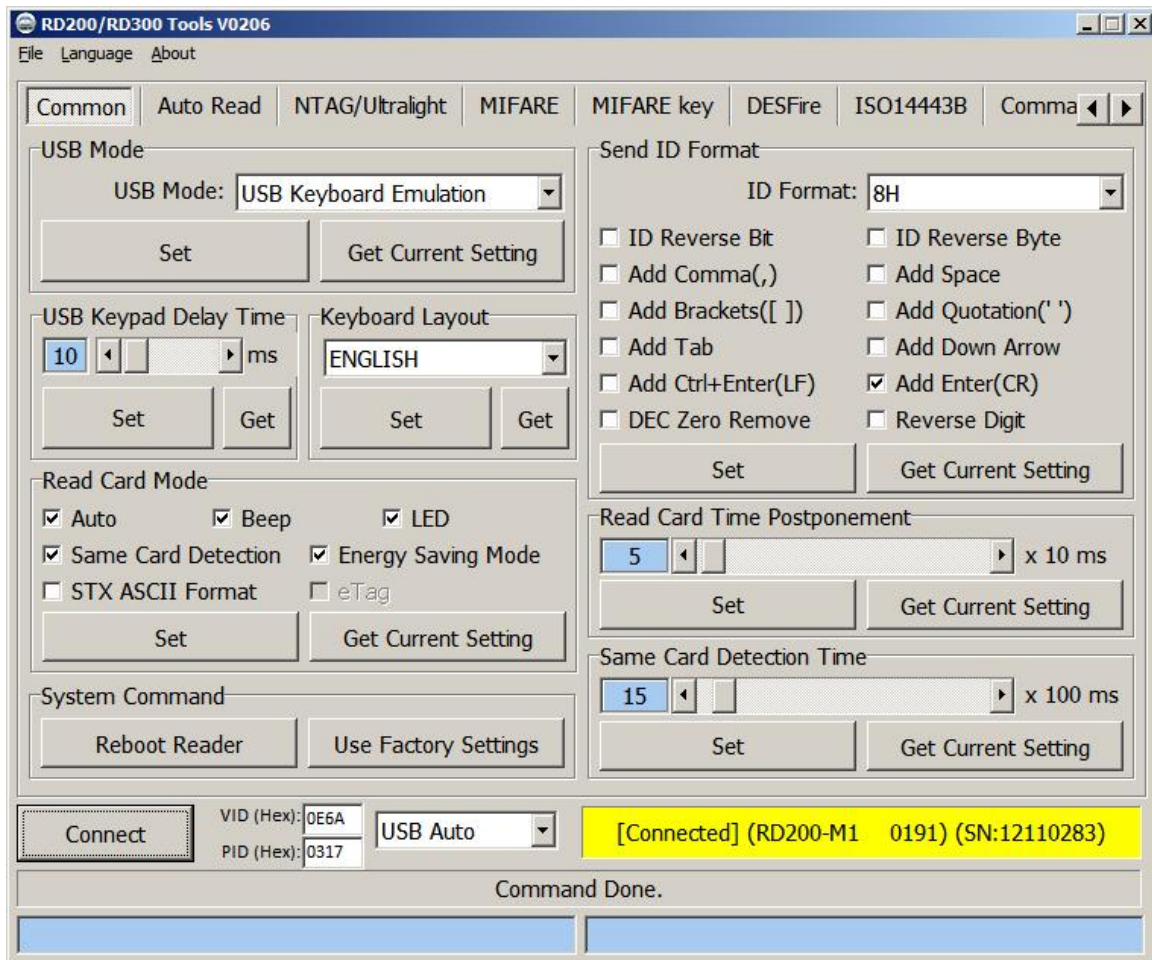 RD200/RD300 Tools V0206
File Language About
Common Auto Read NTAG/Ultralight MIFARE MIFARE key DESFire ISO14443B Comma
USB Mode
USB Mode: USB Keyboard Emulation
Set Get Current Setting
USB Keypad Delay Time
10 ms
Set Get
Keyboard Layout
ENGLISH
Set Get
Read Card Mode
Auto Beep LED
Same Card Detection Energy Saving Mode
STX ASCII Format eTag
Set Get Current Setting
System Command
Reboot Reader Use Factory Settings
Send ID Format
ID Format: 8H
ID Reverse Bit ID Reverse Byte
Add Comma(,) Add Space
Add Brackets([ ]) Add Quotation(' ')
Add Tab Add Down Arrow
Add Ctrl+Enter(LF) Add Enter(CR)
DEC Zero Remove Reverse Digit
Set Get Current Setting
Read Card Time Postponement
5 x 10 ms
Set Get Current Setting
Same Card Detection Time
15 x 100 ms
Set Get Current Setting
Connect
VID (Hex): 0E6A
PID (Hex): 0317
USB Auto
[Connected] (RD200-M1 0191) (SN:12110283)
Command Done.